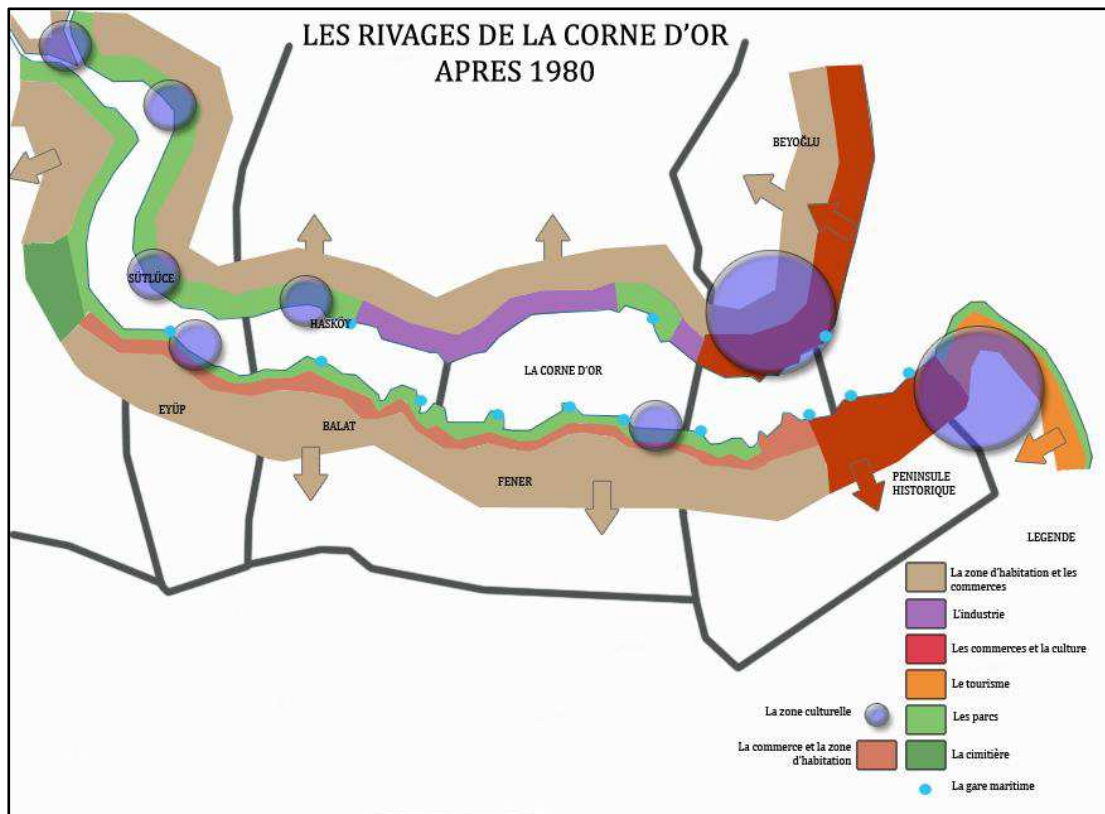 LES RIVAGES DE LA CORNE D'OR
APRES 1980
BEYOĞLU
SÜTLÜCE
HASKÖY
LA CORNE D'OR
EYÜP
BALAT
FENER
PENINSULE
HISTORIQUE
LEGENDE
La zone d'habitation et les
commerces
L'industrie
Les commerces et la culture
Le tourisme
La zone culturelle
Les parcs
La commerce et la zone
d'habitation
La cimitière
La gare maritime